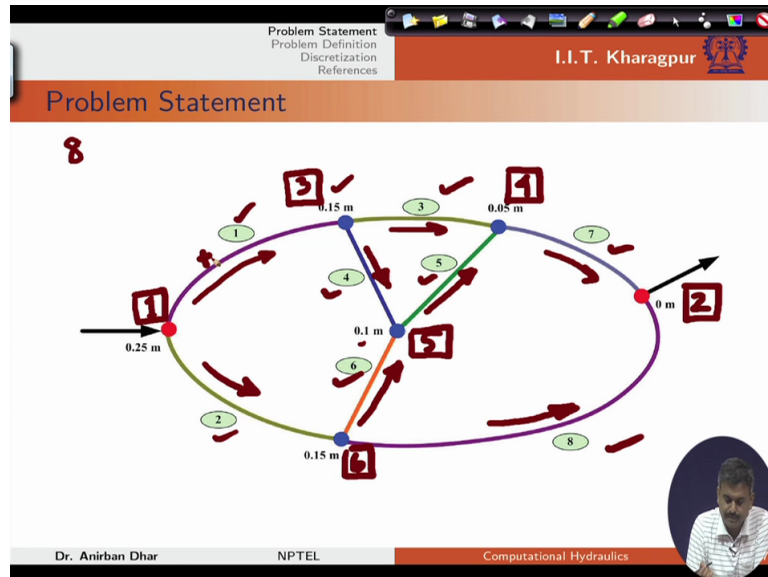 Problem Statement
Problem Definition
Discretization
References
I.I.T. Kharagpur
Problem Statement
8
3
4
0.15 m
3
0.05 m
1
7
4
5
1
0 m
2
0.25 m
0.1 m
5
6
2
0.15 m
6
8
Dr. Anirban Dhar
NPTEL
Computational Hydraulics